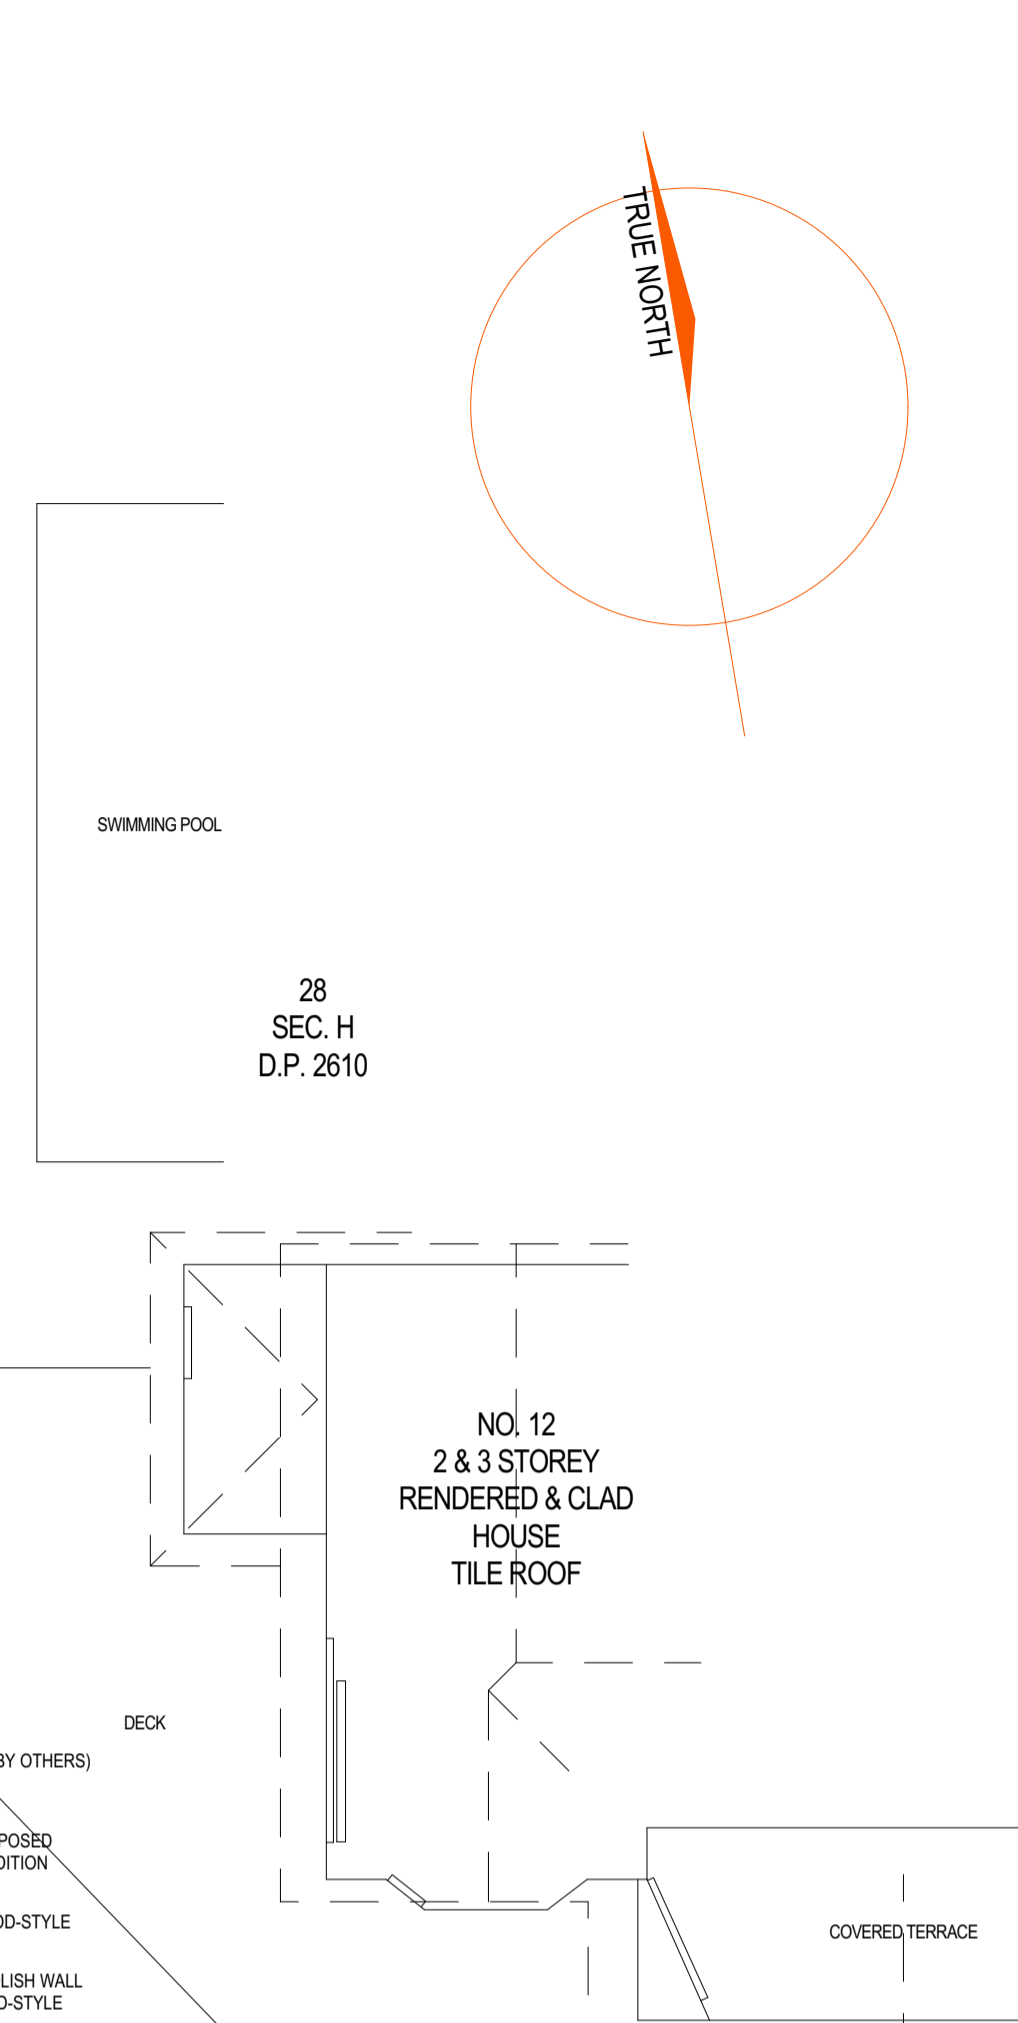 TRUE NORTH
SWIMMING POOL
28
SEC. H
D.P. 2610
NO. 12
2 & 3 STOREY
RENDERED & CLAD
HOUSE
TILE ROOF
DECK
BY OTHERS)
POSED
DITION
OD-STYLE
LISH WALL
D-STYLE
COVERED TERRACE